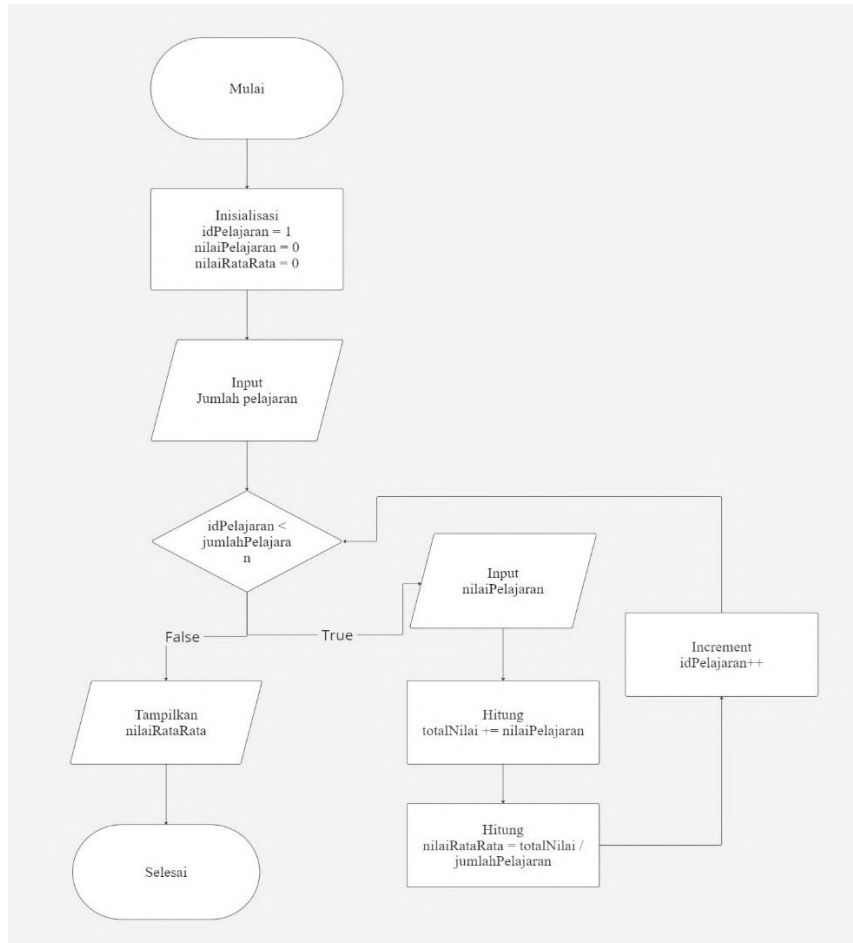 Mulai
Inisialisasi
idPelajaran = 1
nilaiPelajaran = 0
nilaiRataRata = 0
Input
Jumlah pelajaran
idPelajaran <
jumlahPelajara
n
False
True
Tampilkan
nilaiRataRata
Selesai
Input
nilaiPelajaran
Hitung
totalNilai += nilaiPelajaran
Hitung
nilaiRataRata = totalNilai /
jumlahPelajaran
Increment
idPelajaran++